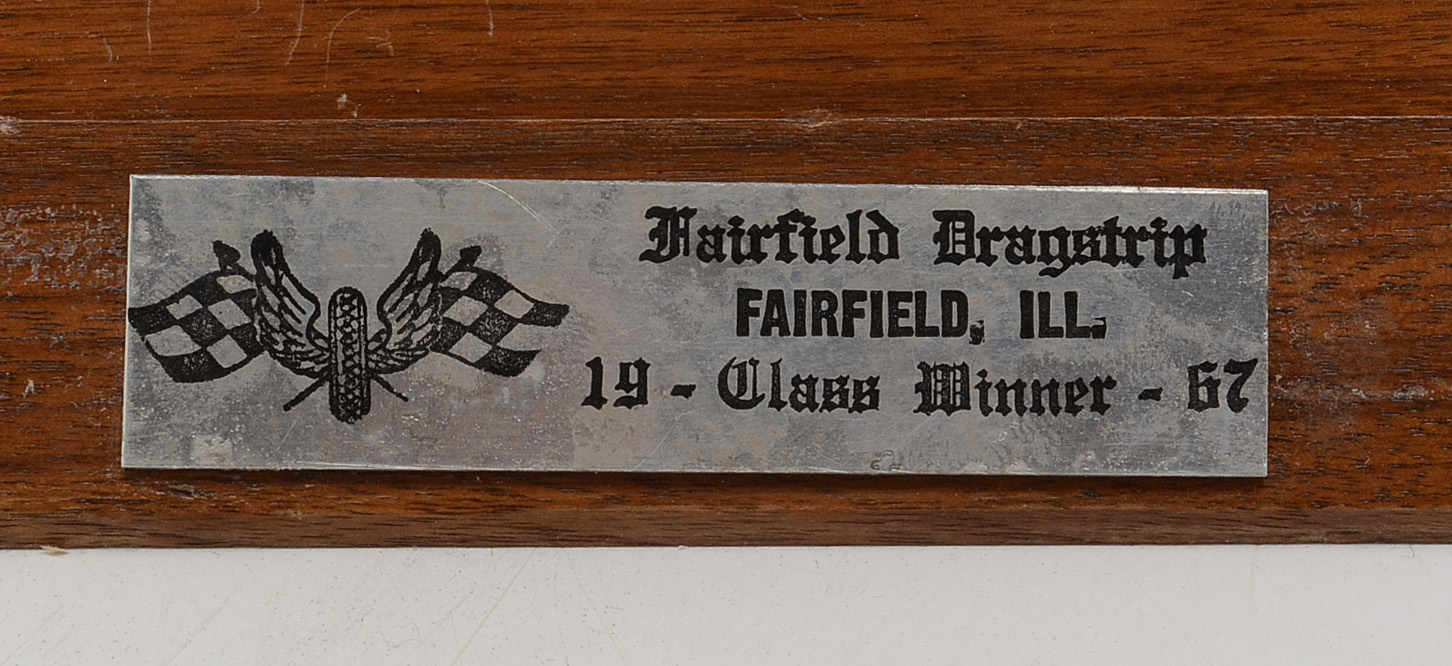 Fairfield Dragstrip
FAIRFIELD, ILL.
19 - Class Winner - 67